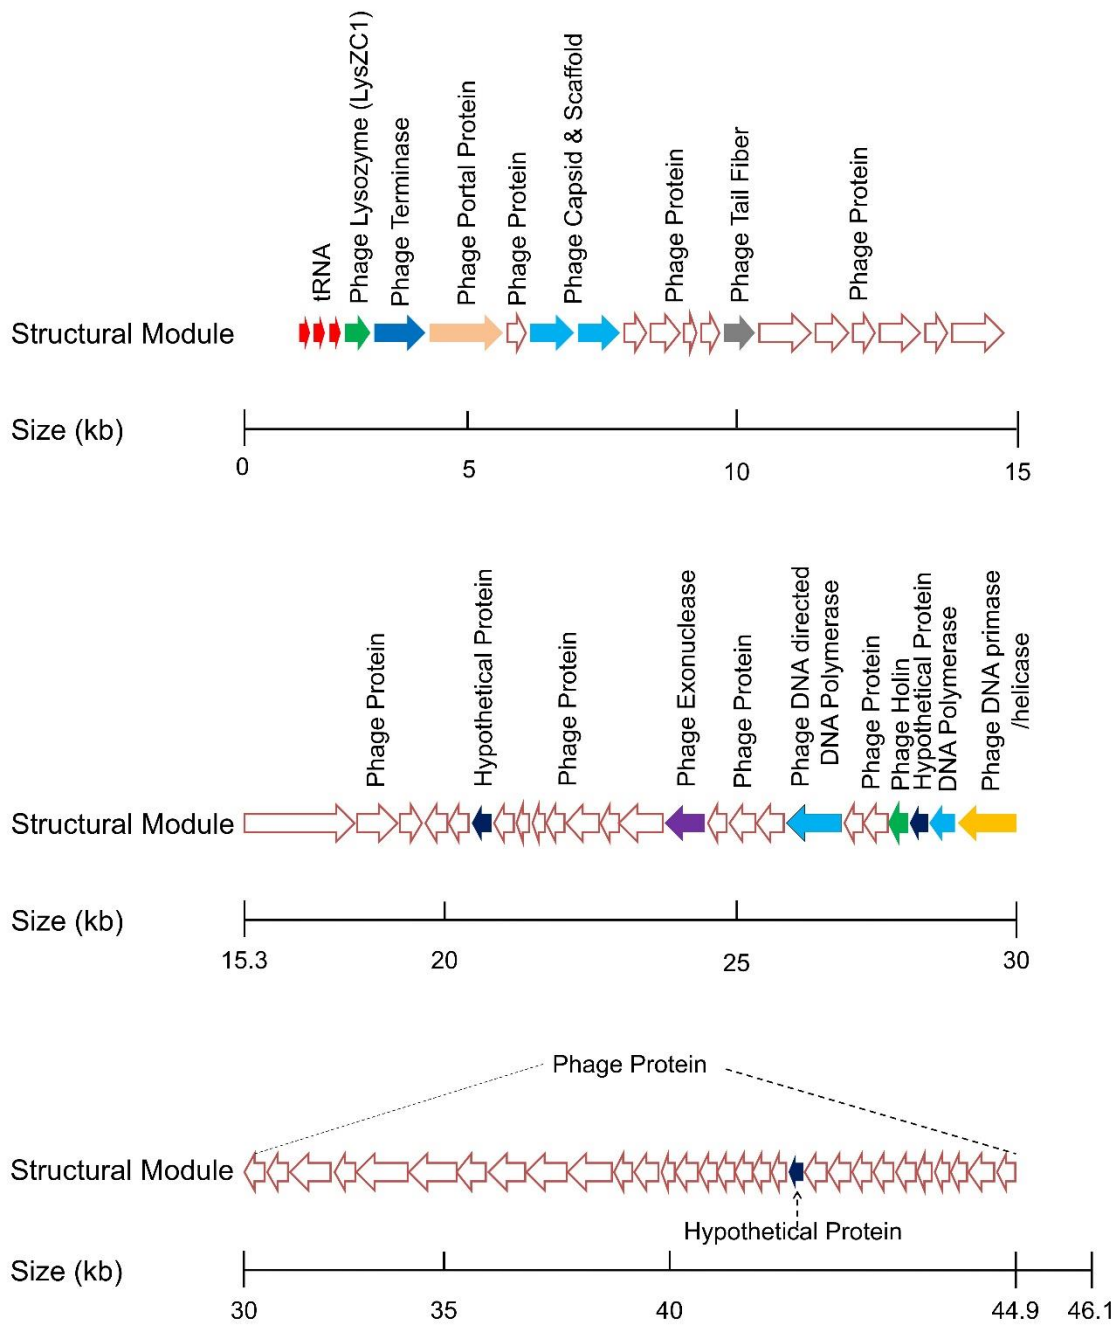 tRNA
Phage Lysozyme (LysZC1)
Phage Terminase
Phage Portal Protein
Phage Protein
Phage Capsid & Scaffold
Phage Protein
Phage Tail Fiber
Phage Protein
Structural Module
Size (kb)
0
5
10
15
Phage Protein
Hypothetical Protein
Phage Protein
Phage Exonuclease
Phage Protein
Phage DNA directed
DNA Polymerase
Phage Protein
Phage Holin
Hypothetical Protein
DNA Polymerase
Phage DNA primase
/helicase
Structural Module
Size (kb)
15.3
20
25
30
Phage Protein
Structural Module
Hypothetical Protein
Size (kb)
30
35
40
44.9
46.1